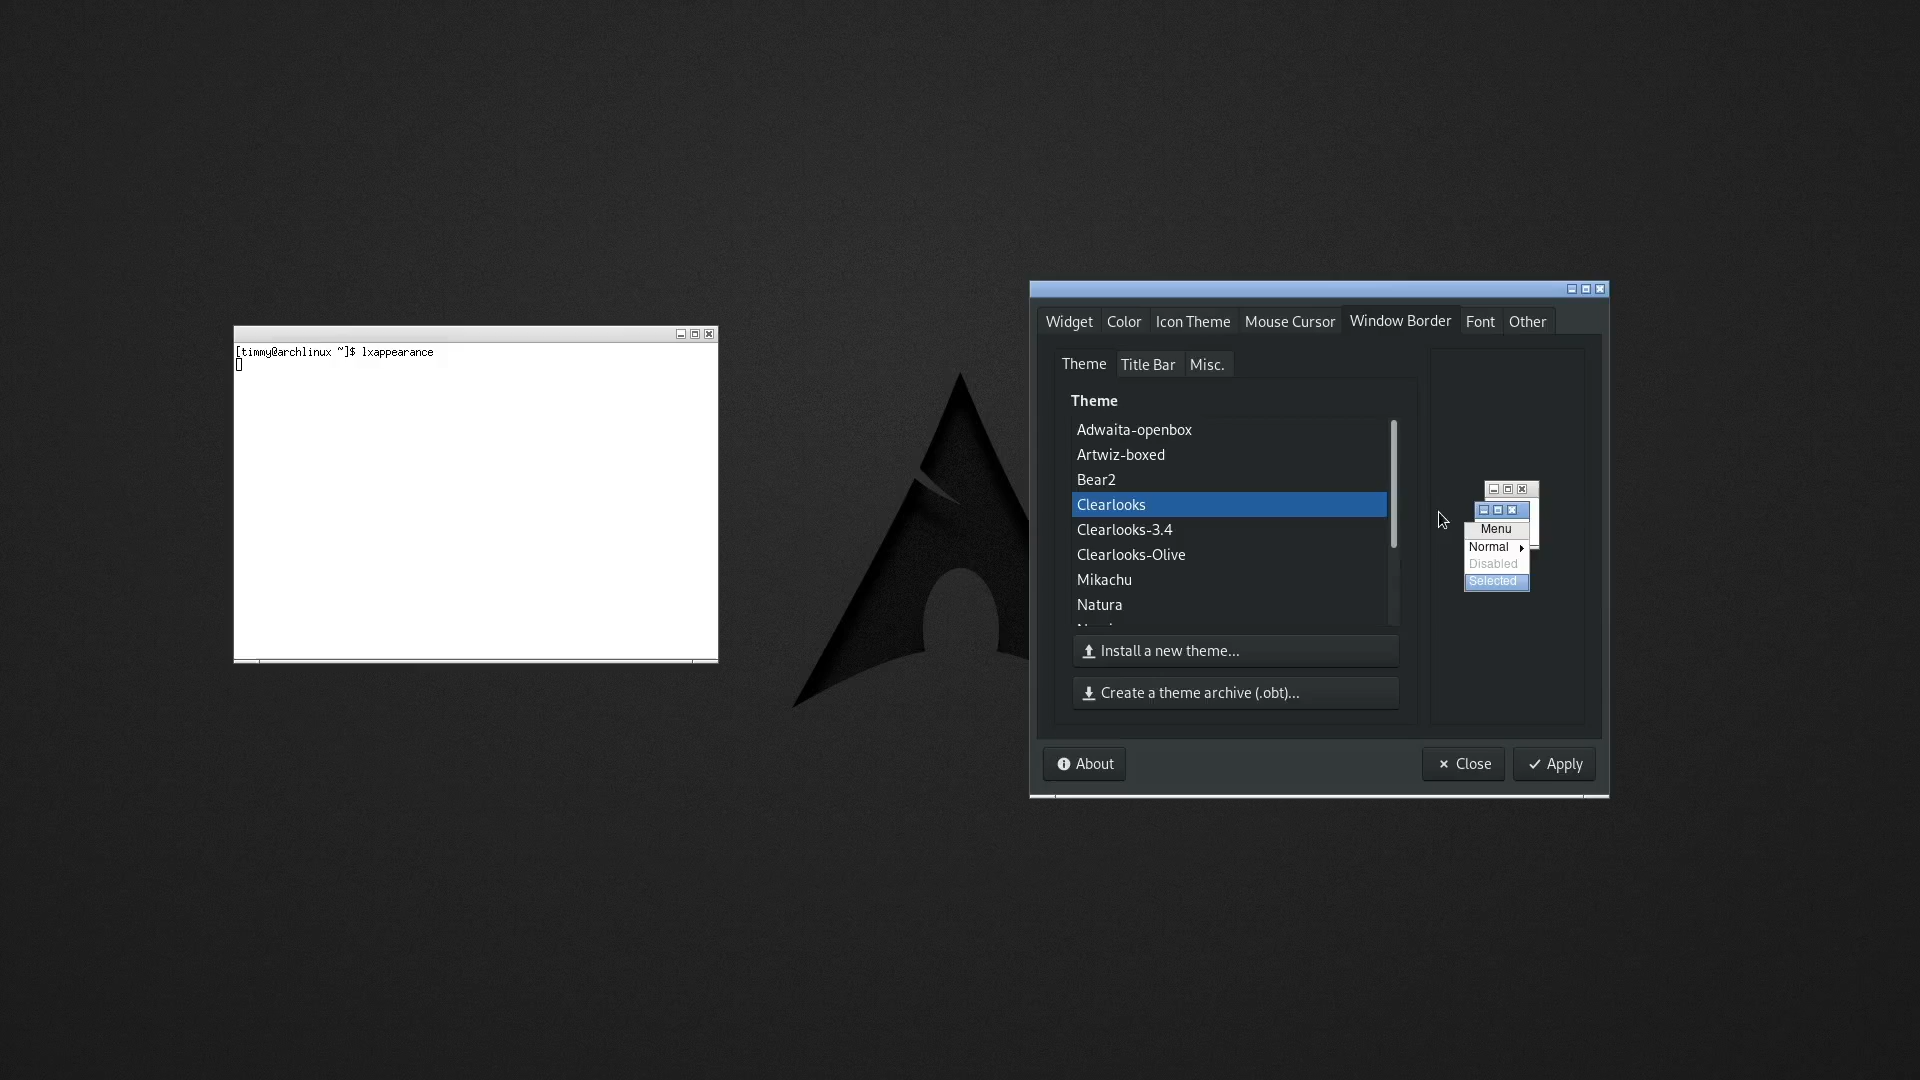 [timmy@archlinux ~]$ lxappearance
Widget Color Icon Theme Mouse Cursor Window Border Font Other
Theme Title Bar Misc.
Theme
Adwaita-openbox
Artwiz-boxed
Bear2
Clearlooks
Clearlooks-3.4
Clearlooks-Olive
Mikachu
Natura
Install a new theme...
Create a theme archive (.obt)...
Menu
Normal
Disabled
Selected
About
Close
Apply